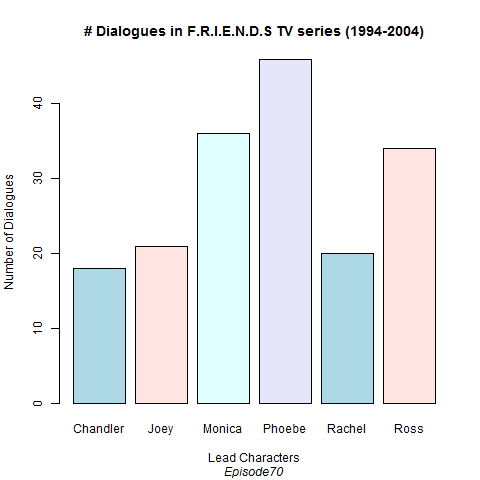 # Dialogues in F.R.I.E.N.D.S TV series (1994-2004)
Number of Dialogues
40
30
20
10
0
Chandler Joey Monica Phoebe Rachel Ross
Lead Characters
Episode70